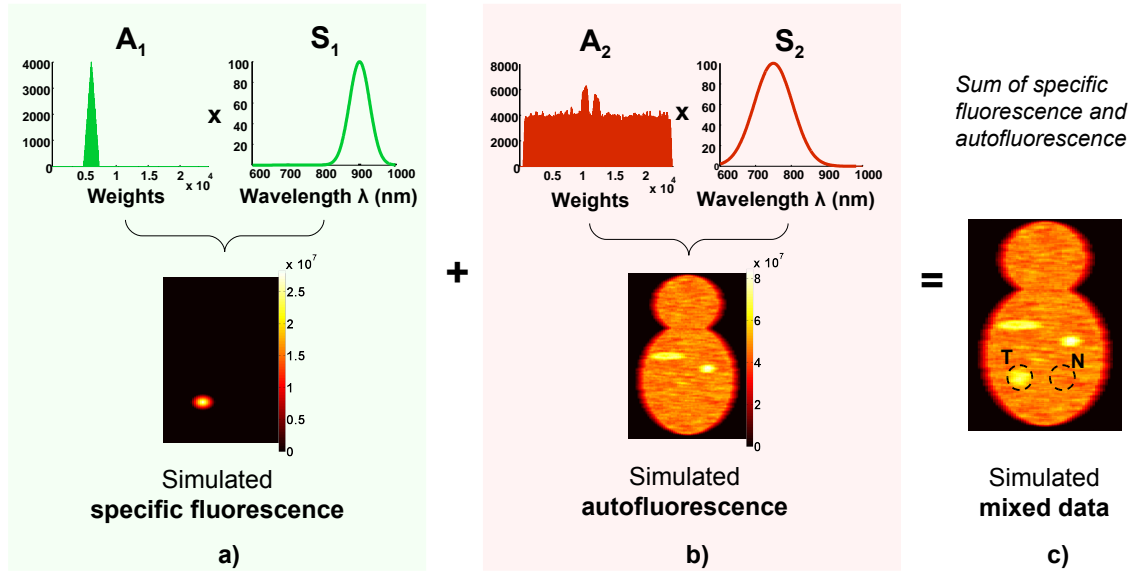 A1
S1
4000
3000
2000
1000
0
0.5 1 2
x 10^4
Weights
x
100
80
60
40
20
0
600 700 800 900 1000
Wavelength λ (nm)
x 10^7
2.5
2
1.5
1
0.5
0
Simulated
specific fluorescence
a)
+
A2
S2
8000
6000
4000
2000
0
0.5 1 2
x 10^4
Weights
x
100
80
60
40
20
600 700 800 900 1000
Wavelength λ (nm)
x 10^7
8
6
4
2
0
Simulated
autofluorescence
b)
=
Sum of specific
fluorescence and
autofluorescence
T
N
Simulated
mixed data
c)